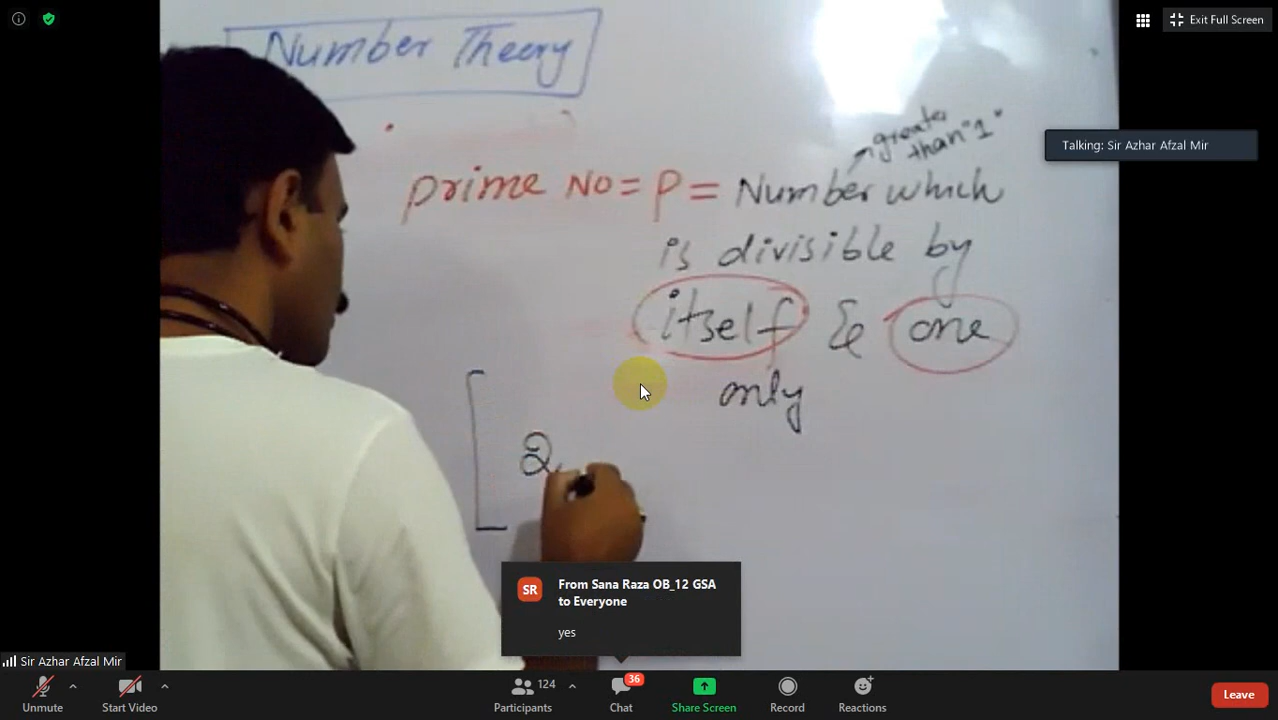 Exit Full Screen
Number Theory
greater
than "1"
Talking: Sir Azhar Afzal Mir
prime No = P = Number which
is divisible by
itself & one
only
2,
SR
From Sana Raza OB_12 GSA
to Everyone
yes
Sir Azhar Afzal Mir
Unmute
Start Video
124
Participants
36
Chat
Share Screen
Record
Reactions
Leave